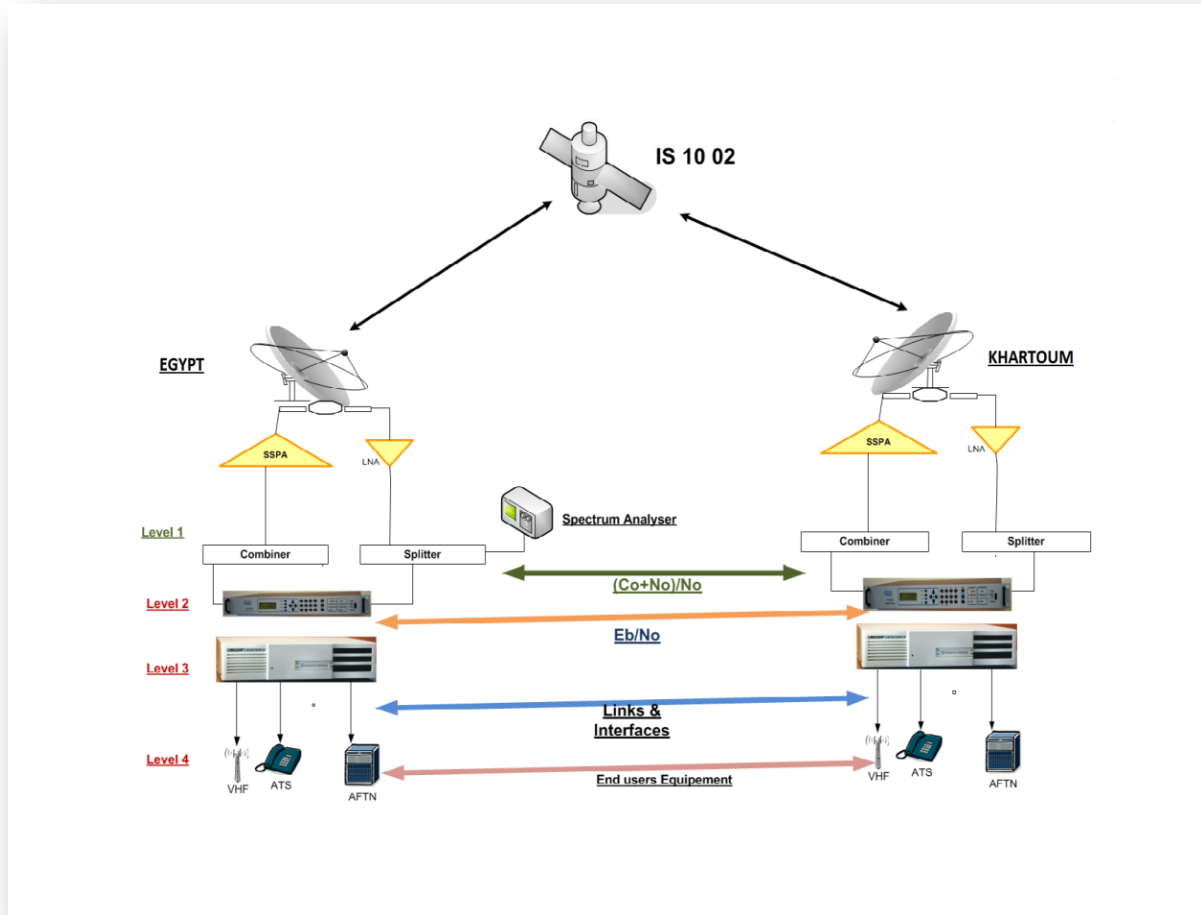 IS 10 02
EGYPT
KHARTOUM
SSPA
LNA
SSPA
LNA
Spectrum Analyser
Level 1
Combiner
Splitter
Combiner
Splitter
(Co+No)/No
Level 2
Eb/No
Level 3
Links &
Interfaces
Level 4
VHF
ATS
AFTN
End users Equipement
VHF
ATS
AFTN